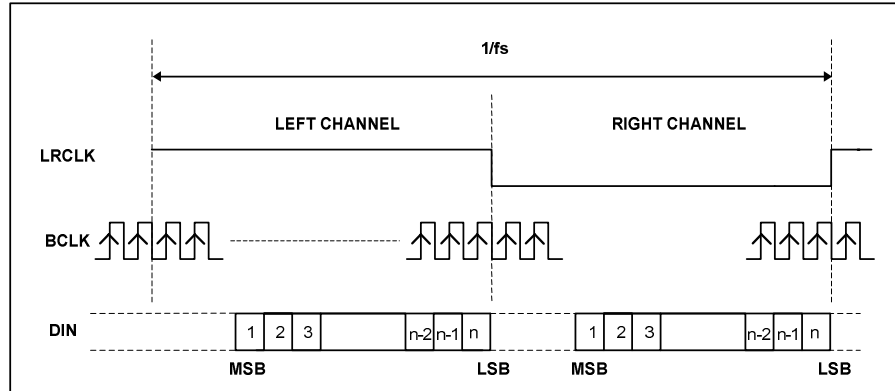 1/fs
LEFT CHANNEL RIGHT CHANNEL
LRCLK
BCLK
DIN 1 2 3 n-2 n-1 n 1 2 3 n-2 n-1 n
MSB LSB MSB LSB